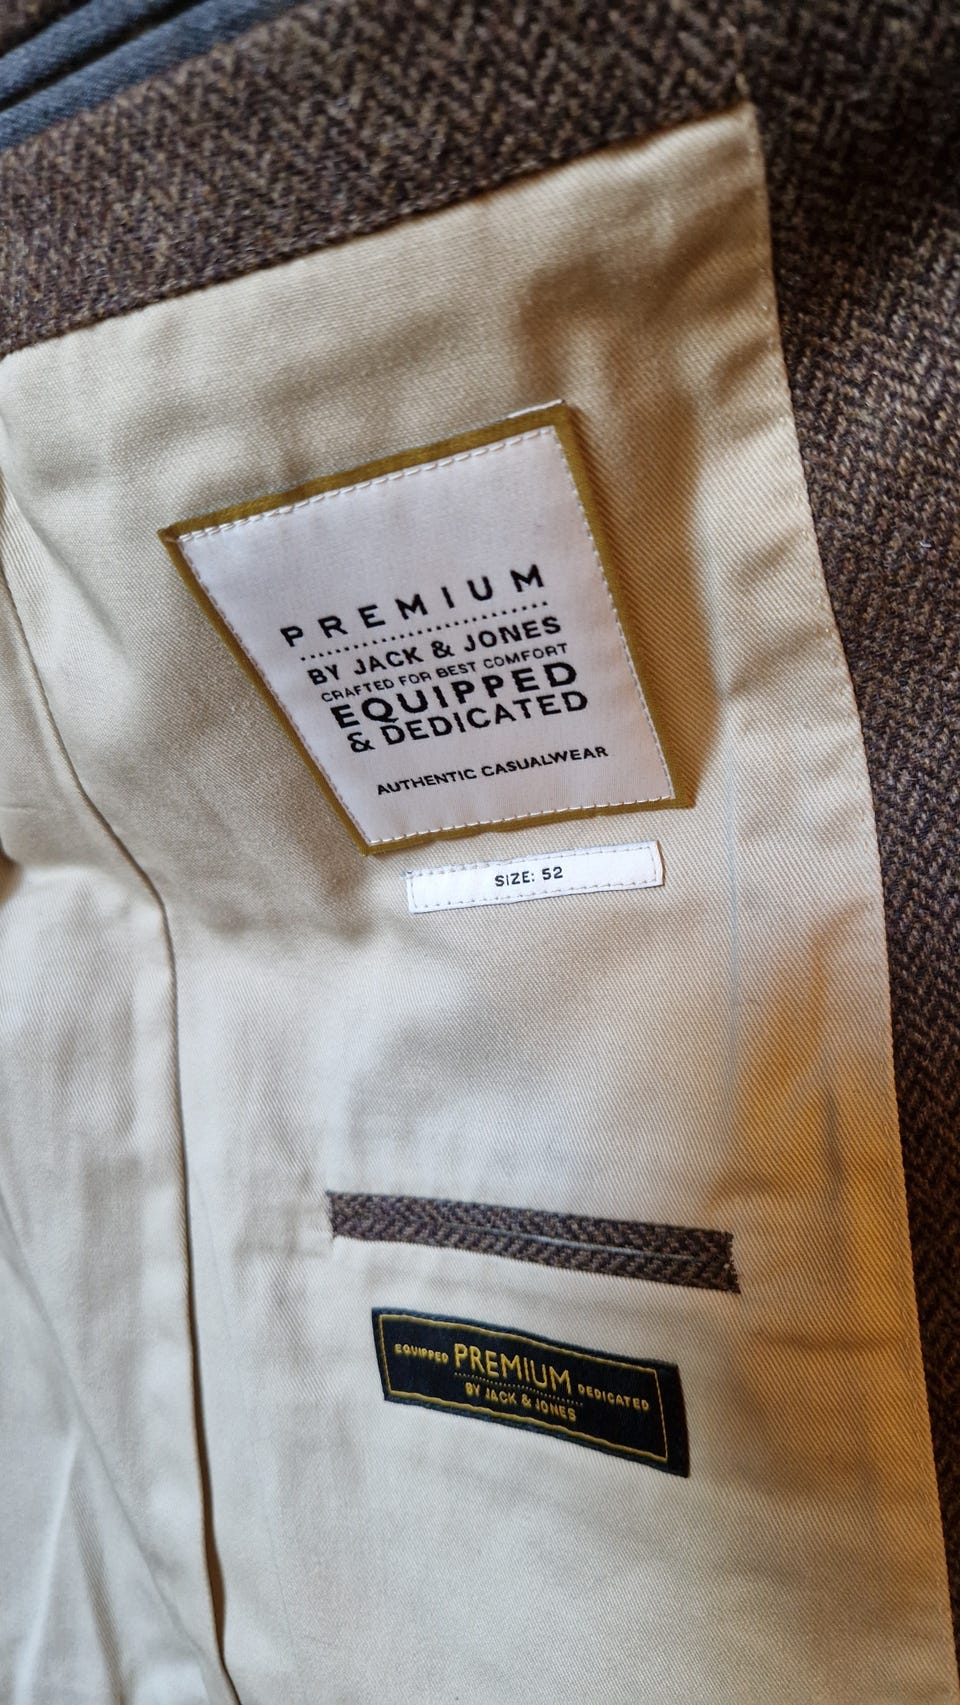 PREMIUM
BY JACK & JONES
CRAFTED FOR BEST COMFORT
EQUIPPED
& DEDICATED
AUTHENTIC CASUALWEAR
SIZE: 52
EQUIPPED PREMIUM DEDICATED
BY JACK & JONES